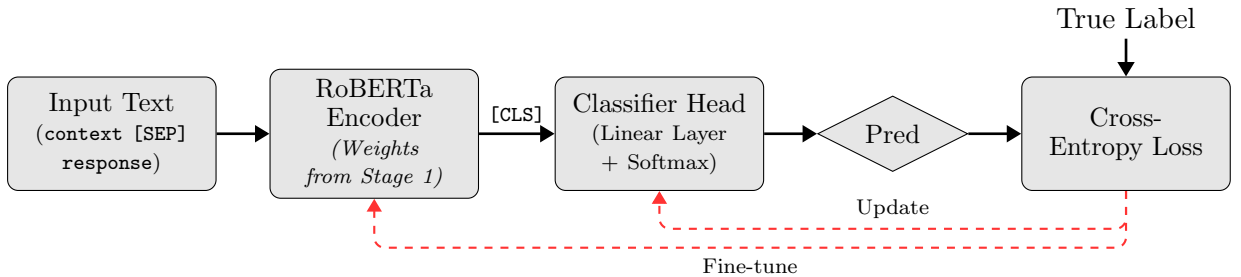 True Label
Input Text
(context [SEP]
response)
RoBERTa
Encoder
(Weights
from Stage 1)
[CLS]
Classifier Head
(Linear Layer
+ Softmax)
Pred
Cross-
Entropy Loss
Update
Fine-tune